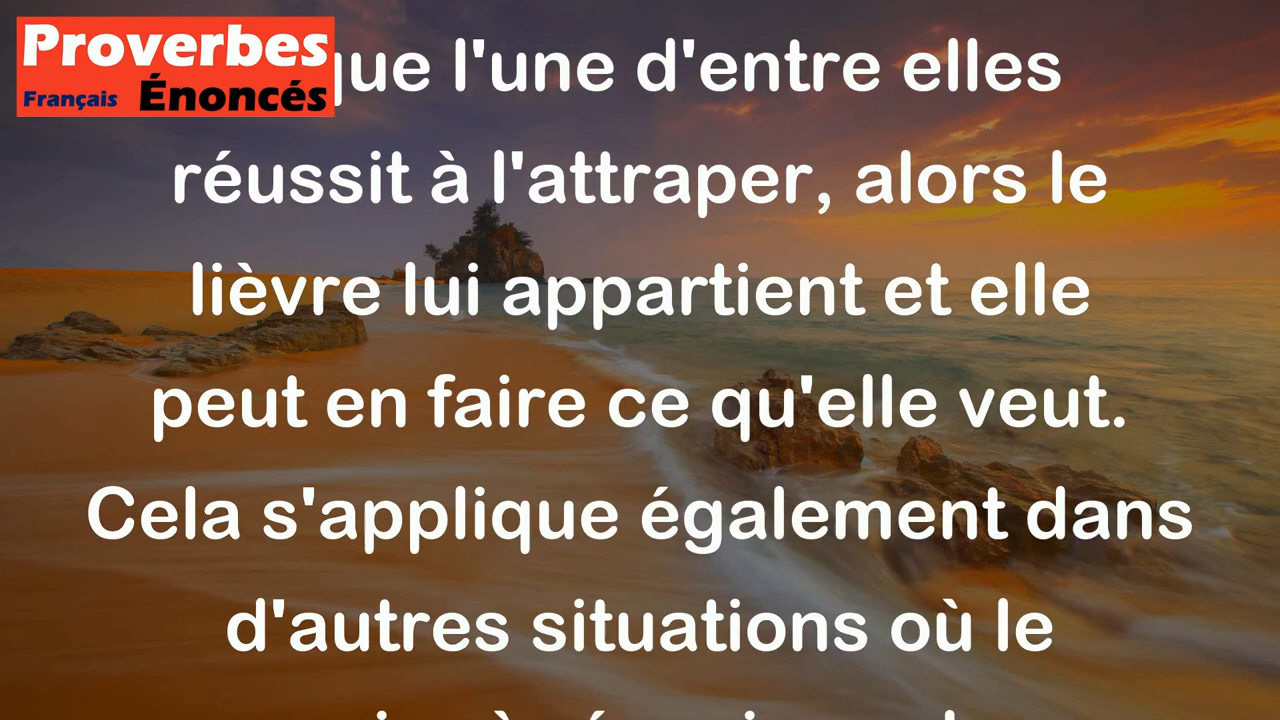 Proverbes
Français Énoncés
que l'une d'entre elles
réussit à l'attraper, alors le
lièvre lui appartient et elle
peut en faire ce qu'elle veut.
Cela s'applique également dans
d'autres situations où le